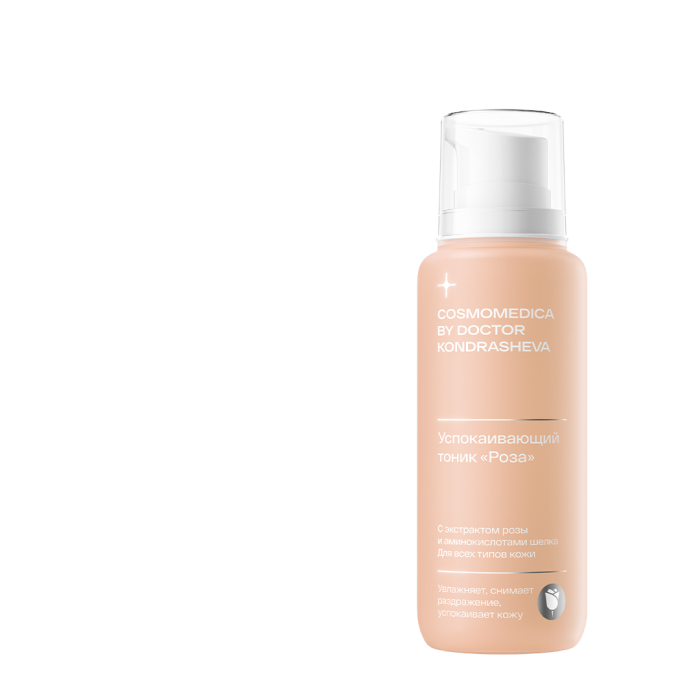 COSMOMEDICA
BY DOCTOR
KONDRASHEVA
Успокаивающий
тоник «Роза»
С экстрактом розы
и аминокислотами шелка
Для всех типов кожи
Увлажняет, снимает
раздражение,
успокаивает кожу